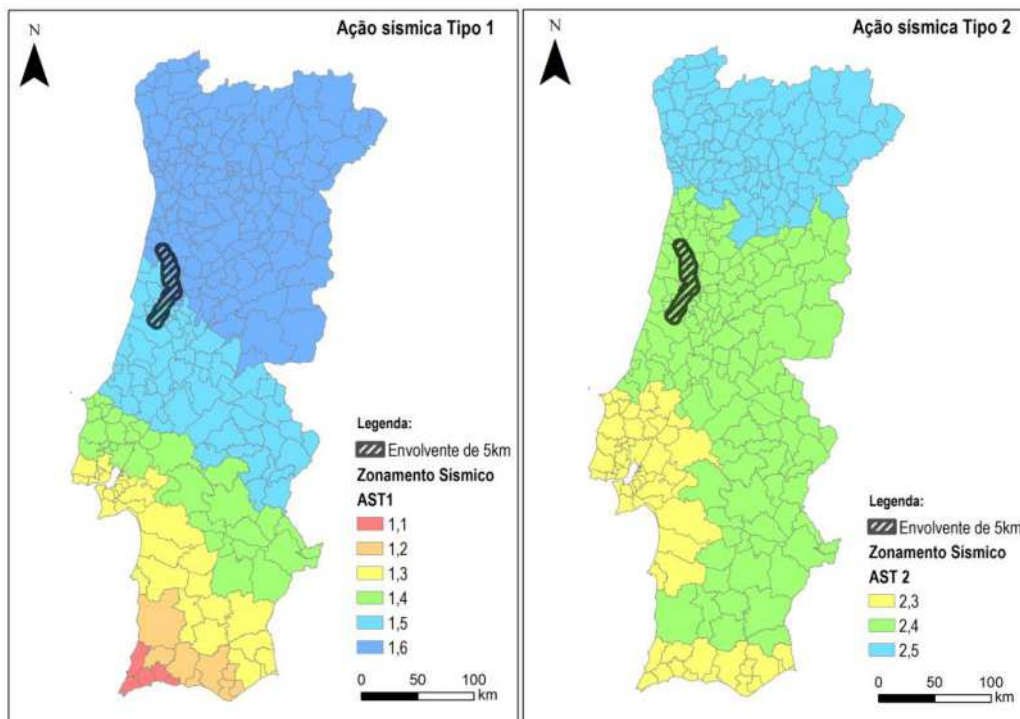 Ação sísmica Tipo 1
N
Legenda:
Envolvente de 5km
Zonamento Sísmico
AST1
1,1
1,2
1,3
1,4
1,5
1,6
0 50 100
km
Ação sísmica Tipo 2
N
Legenda:
Envolvente de 5km
Zonamento Sísmico
AST 2
2,3
2,4
2,5
0 50 100
km